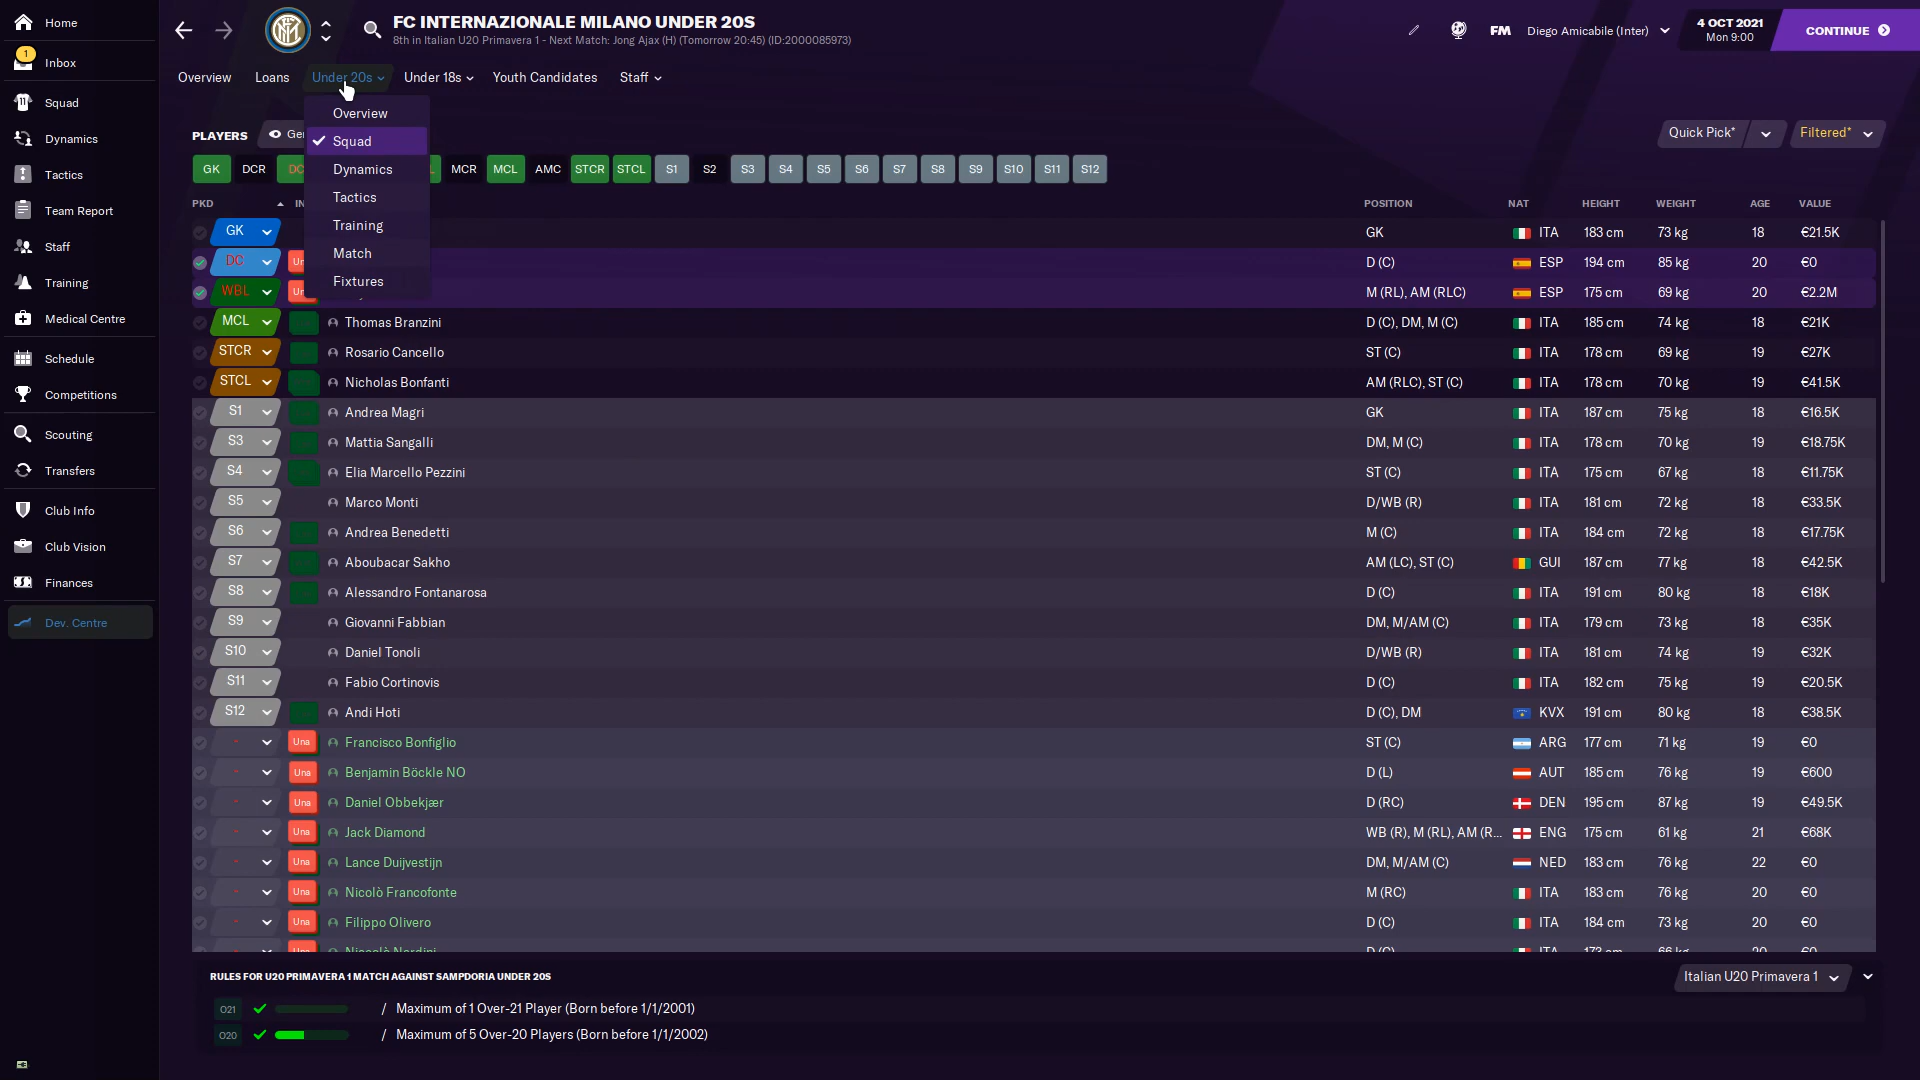 Home
1
Inbox
Squad
Dynamics
Tactics
Team Report
Staff
Training
Medical Centre
Schedule
Competitions
Scouting
Transfers
Club Info
Club Vision
Finances
Dev. Centre
FC INTERNAZIONALE MILANO UNDER 20S
8th in Italian U20 Primavera 1 - Next Match: Jong Ajax (H) (Tomorrow 20:45) (ID:2000085973)
FM Diego Amicabile (Inter)
4 OCT 2021
Mon 9:00
CONTINUE
Overview Loans Under 20s Under 18s Youth Candidates Staff
Overview
Squad
Dynamics
Tactics
Training
Match
Fixtures
PLAYERS Quick Pick* Filtered*
GK DCR DC MCR MCL AMC STCR STCL S1 S2 S3 S4 S5 S6 S7 S8 S9 S10 S11 S12
PKD POSITION NAT HEIGHT WEIGHT AGE VALUE
GK GK ITA 183 cm 73 kg 18 €21.5K
DC D (C) ESP 194 cm 85 kg 20 €0
WBL M (RL), AM (RLC) ESP 175 cm 69 kg 20 €2.2M
MCL Thomas Branzini D (C), DM, M (C) ITA 185 cm 74 kg 18 €21K
STCR Rosario Cancello ST (C) ITA 178 cm 69 kg 19 €27K
STCL Nicholas Bonfanti AM (RLC), ST (C) ITA 178 cm 70 kg 19 €41.5K
S1 Andrea Magri GK ITA 187 cm 75 kg 18 €16.5K
S3 Mattia Sangalli DM, M (C) ITA 178 cm 70 kg 19 €18.75K
S4 Elia Marcello Pezzini ST (C) ITA 175 cm 67 kg 18 €11.75K
S5 Marco Monti D/WB (R) ITA 181 cm 72 kg 18 €33.5K
S6 Andrea Benedetti M (C) ITA 184 cm 72 kg 18 €17.75K
S7 Aboubacar Sakho AM (LC), ST (C) GUI 187 cm 77 kg 18 €42.5K
S8 Alessandro Fontanarosa D (C) ITA 191 cm 80 kg 18 €18K
S9 Giovanni Fabbian DM, M/AM (C) ITA 179 cm 73 kg 18 €35K
S10 Daniel Tonoli D/WB (R) ITA 181 cm 74 kg 19 €32K
S11 Fabio Cortinovis D (C) ITA 182 cm 75 kg 19 €20.5K
S12 Andi Hoti D (C), DM KVX 191 cm 80 kg 18 €38.5K
- Una Francisco Bonfiglio ST (C) ARG 177 cm 71 kg 19 €0
- Una Benjamin Böckle NO D (L) AUT 185 cm 76 kg 19 €600
- Una Daniel Obbekjær D (RC) DEN 195 cm 87 kg 19 €49.5K
- Una Jack Diamond WB (R), M (RL), AM (R... ENG 175 cm 61 kg 21 €68K
- Una Lance Duijvestijn DM, M/AM (C) NED 183 cm 76 kg 22 €0
- Una Nicolò Francofonte M (RC) ITA 183 cm 76 kg 20 €0
- Una Filippo Olivero D (C) ITA 184 cm 73 kg 20 €0
RULES FOR U20 PRIMAVERA 1 MATCH AGAINST SAMPDORIA UNDER 20S Italian U20 Primavera 1
O21 / Maximum of 1 Over-21 Player (Born before 1/1/2001)
O20 / Maximum of 5 Over-20 Players (Born before 1/1/2002)